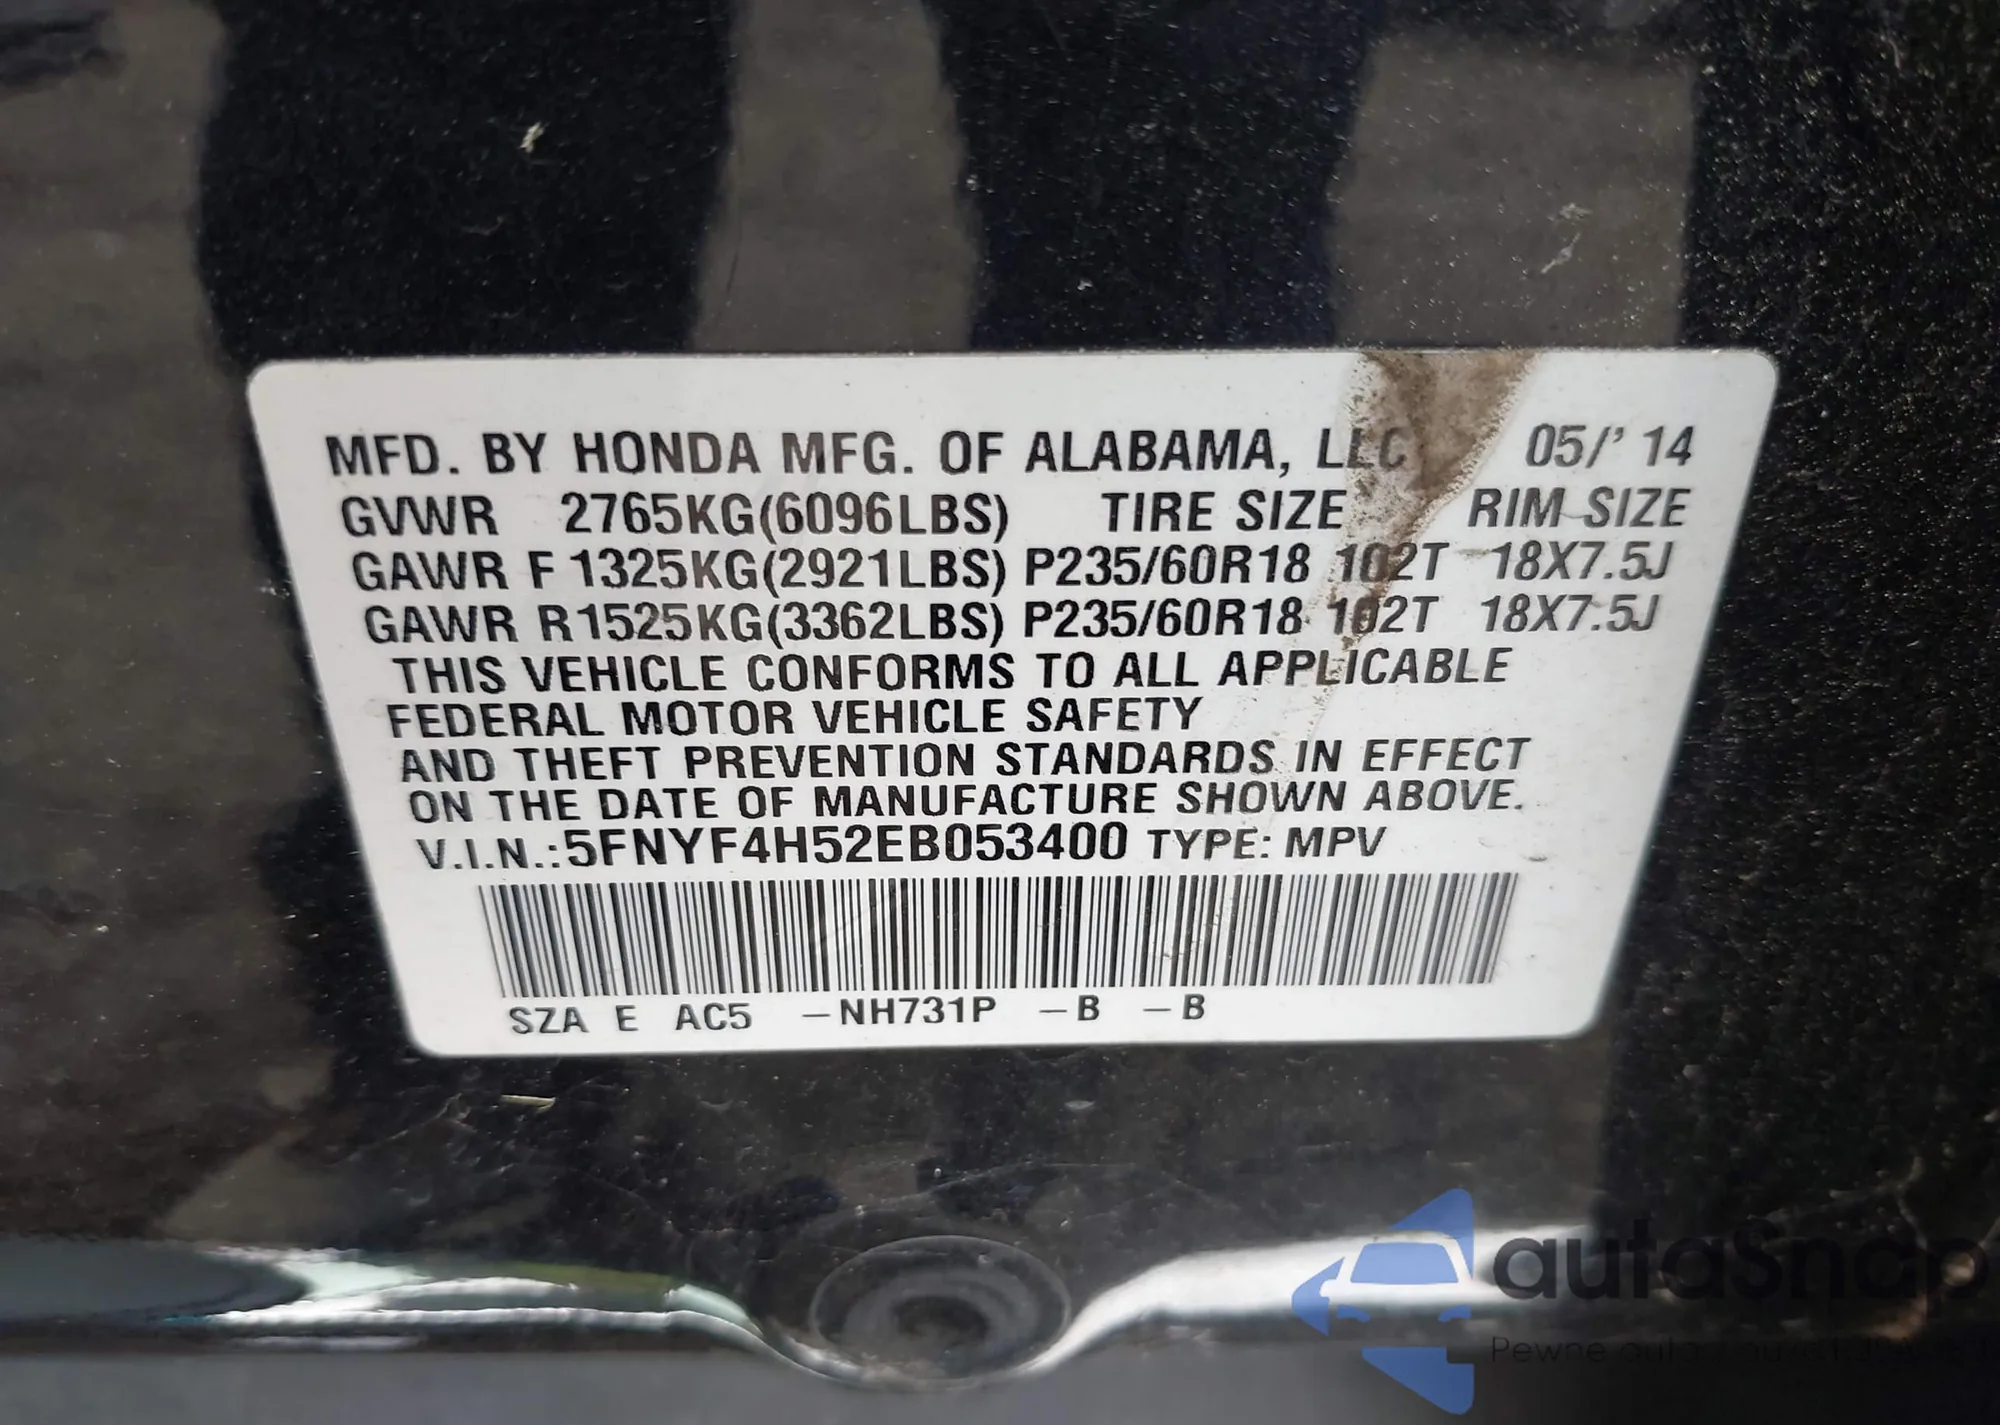 MFD. BY HONDA MFG. OF ALABAMA, LLC 05/'14
GVWR 2765KG(6096LBS) TIRE SIZE RIM SIZE
GAWR F 1325KG(2921LBS) P235/60R18 102T 18X7.5J
GAWR R1525KG(3362LBS) P235/60R18 102T 18X7.5J
THIS VEHICLE CONFORMS TO ALL APPLICABLE
FEDERAL MOTOR VEHICLE SAFETY
AND THEFT PREVENTION STANDARDS IN EFFECT
ON THE DATE OF MANUFACTURE SHOWN ABOVE.
V.I.N.:5FNYF4H52EB053400 TYPE: MPV
SZA E AC5 –NH731P –B –B
autaSnap
Pewne auta